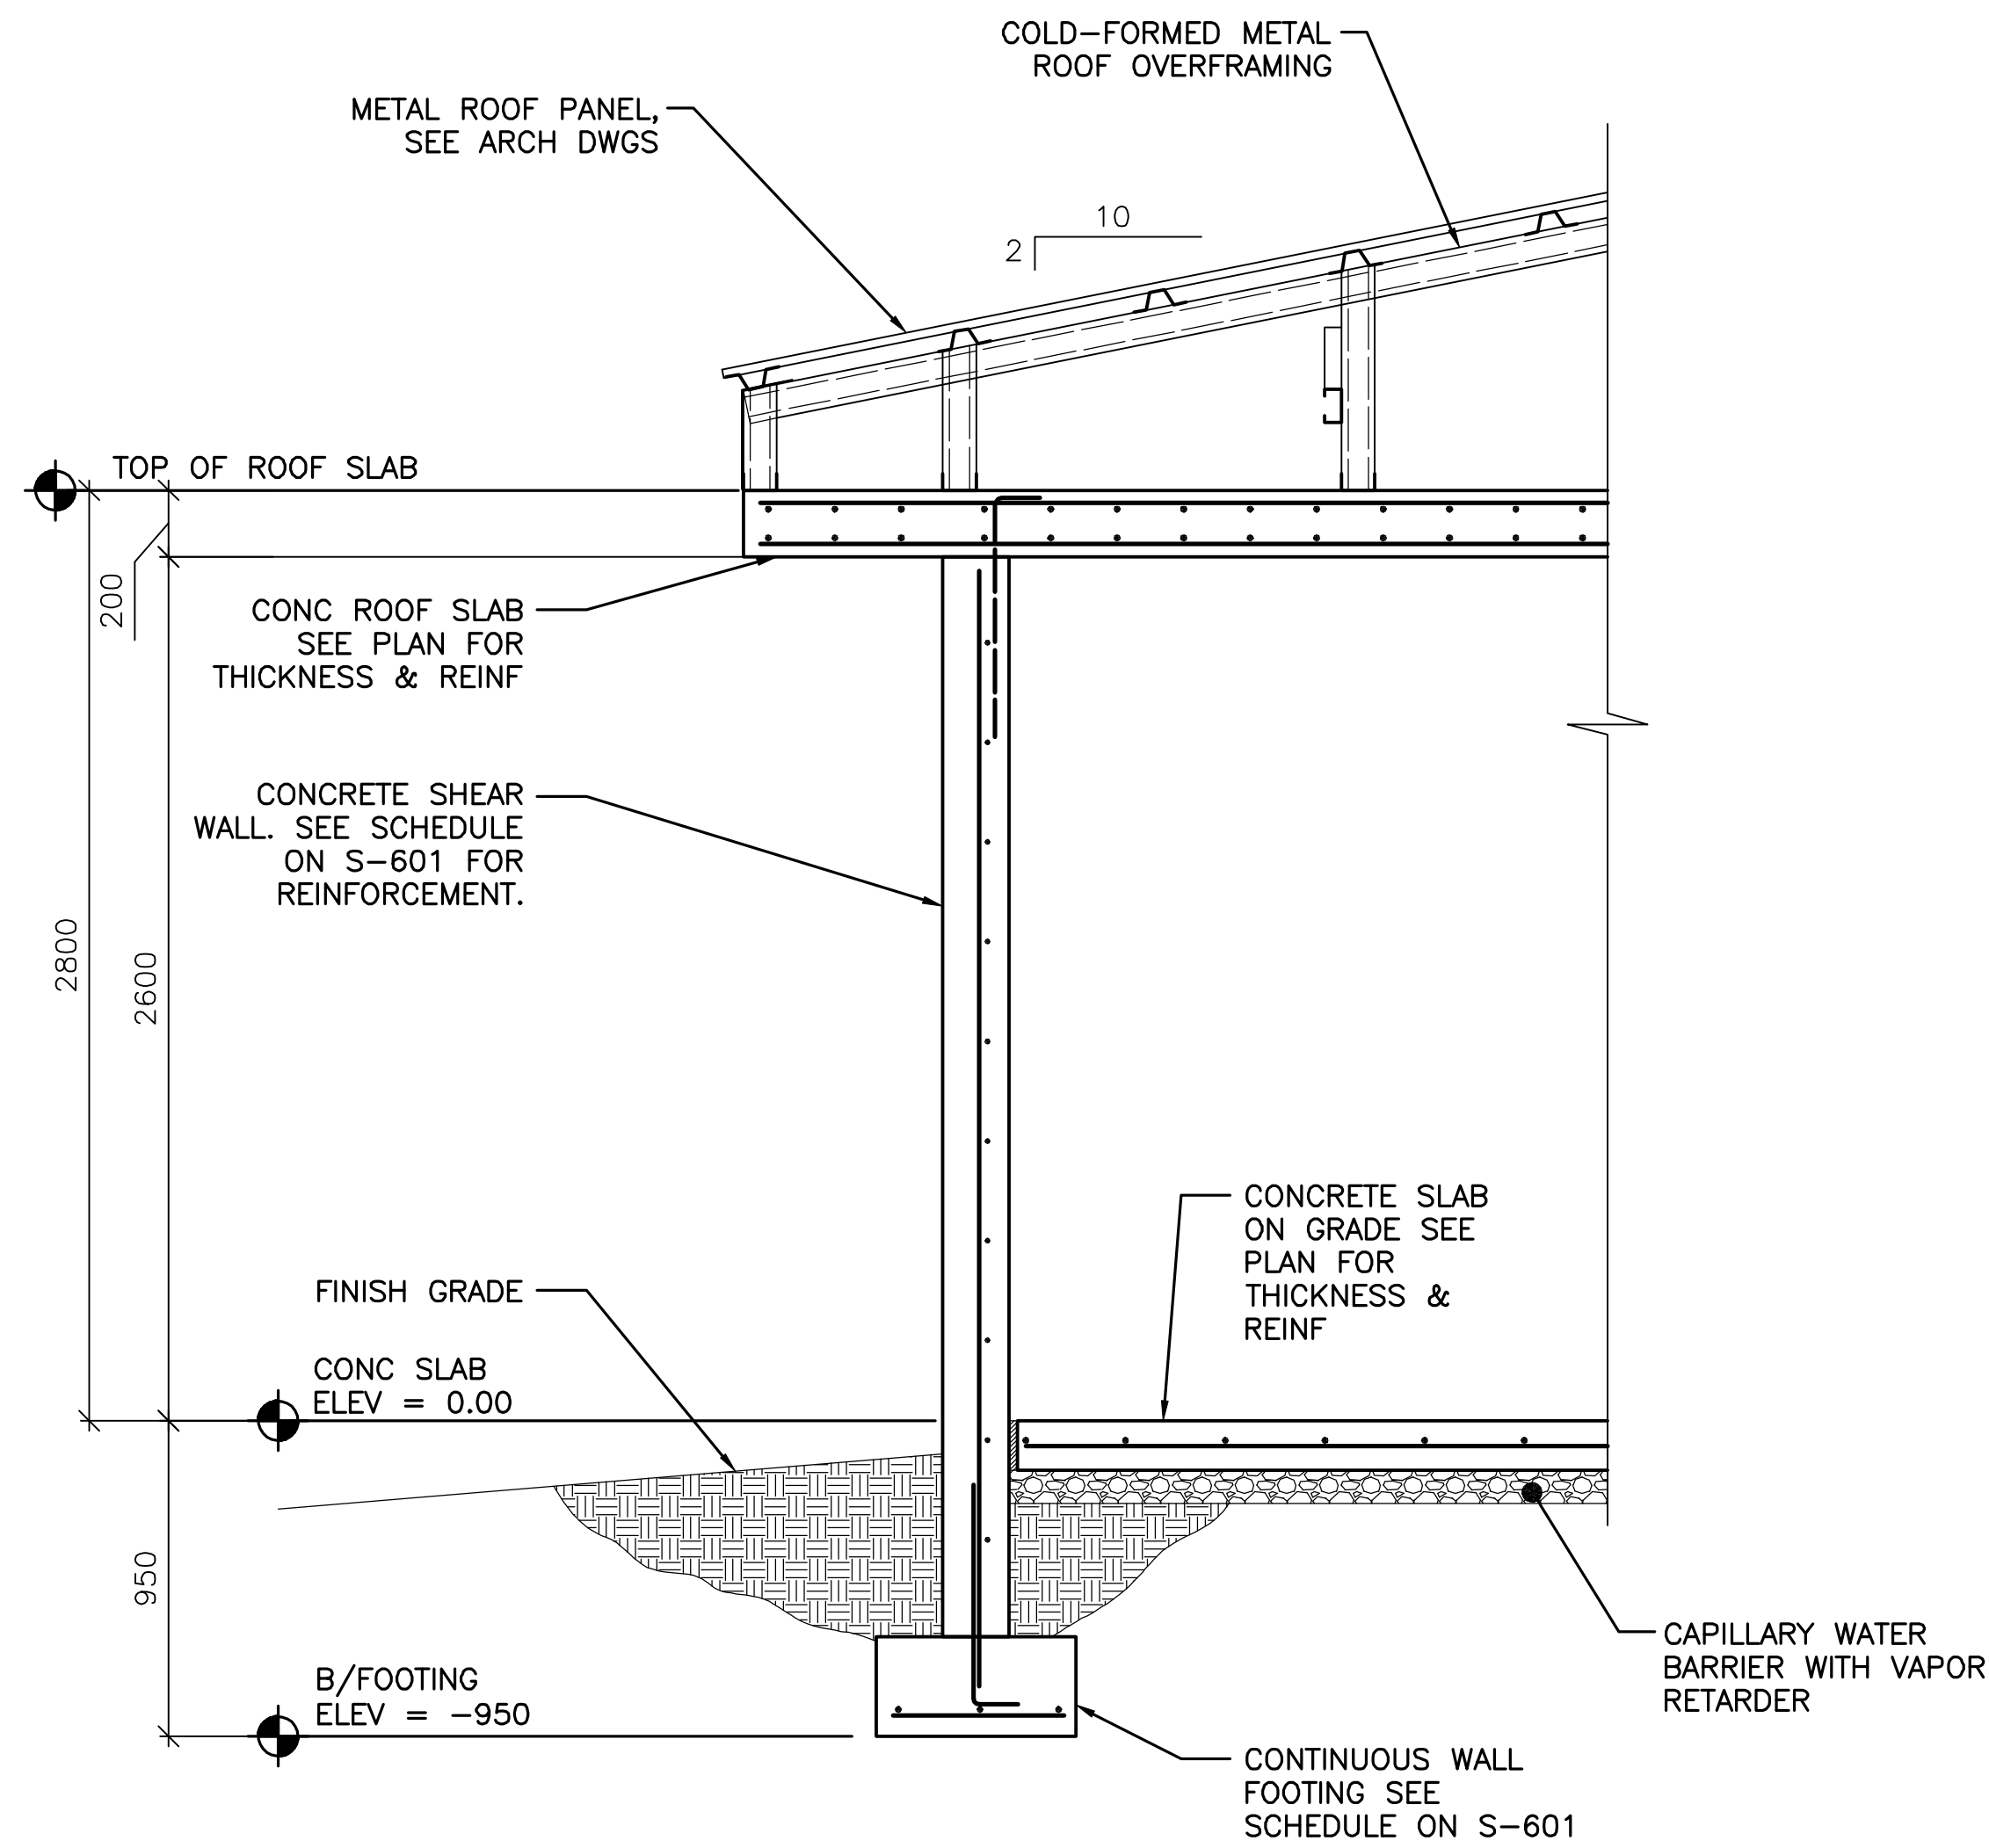 COLD-FORMED METAL
ROOF OVERFRAMING
METAL ROOF PANEL,
SEE ARCH DWGS
10
2
TOP OF ROOF SLAB
200
CONC ROOF SLAB
SEE PLAN FOR
THICKNESS & REINF
CONCRETE SHEAR
WALL. SEE SCHEDULE
ON S-601 FOR
REINFORCEMENT.
2800
2600
CONCRETE SLAB
ON GRADE SEE
PLAN FOR
THICKNESS &
REINF
FINISH GRADE
CONC SLAB
ELEV = 0.00
950
CAPILLARY WATER
BARRIER WITH VAPOR
RETARDER
B/FOOTING
ELEV = -950
CONTINUOUS WALL
FOOTING SEE
SCHEDULE ON S-601